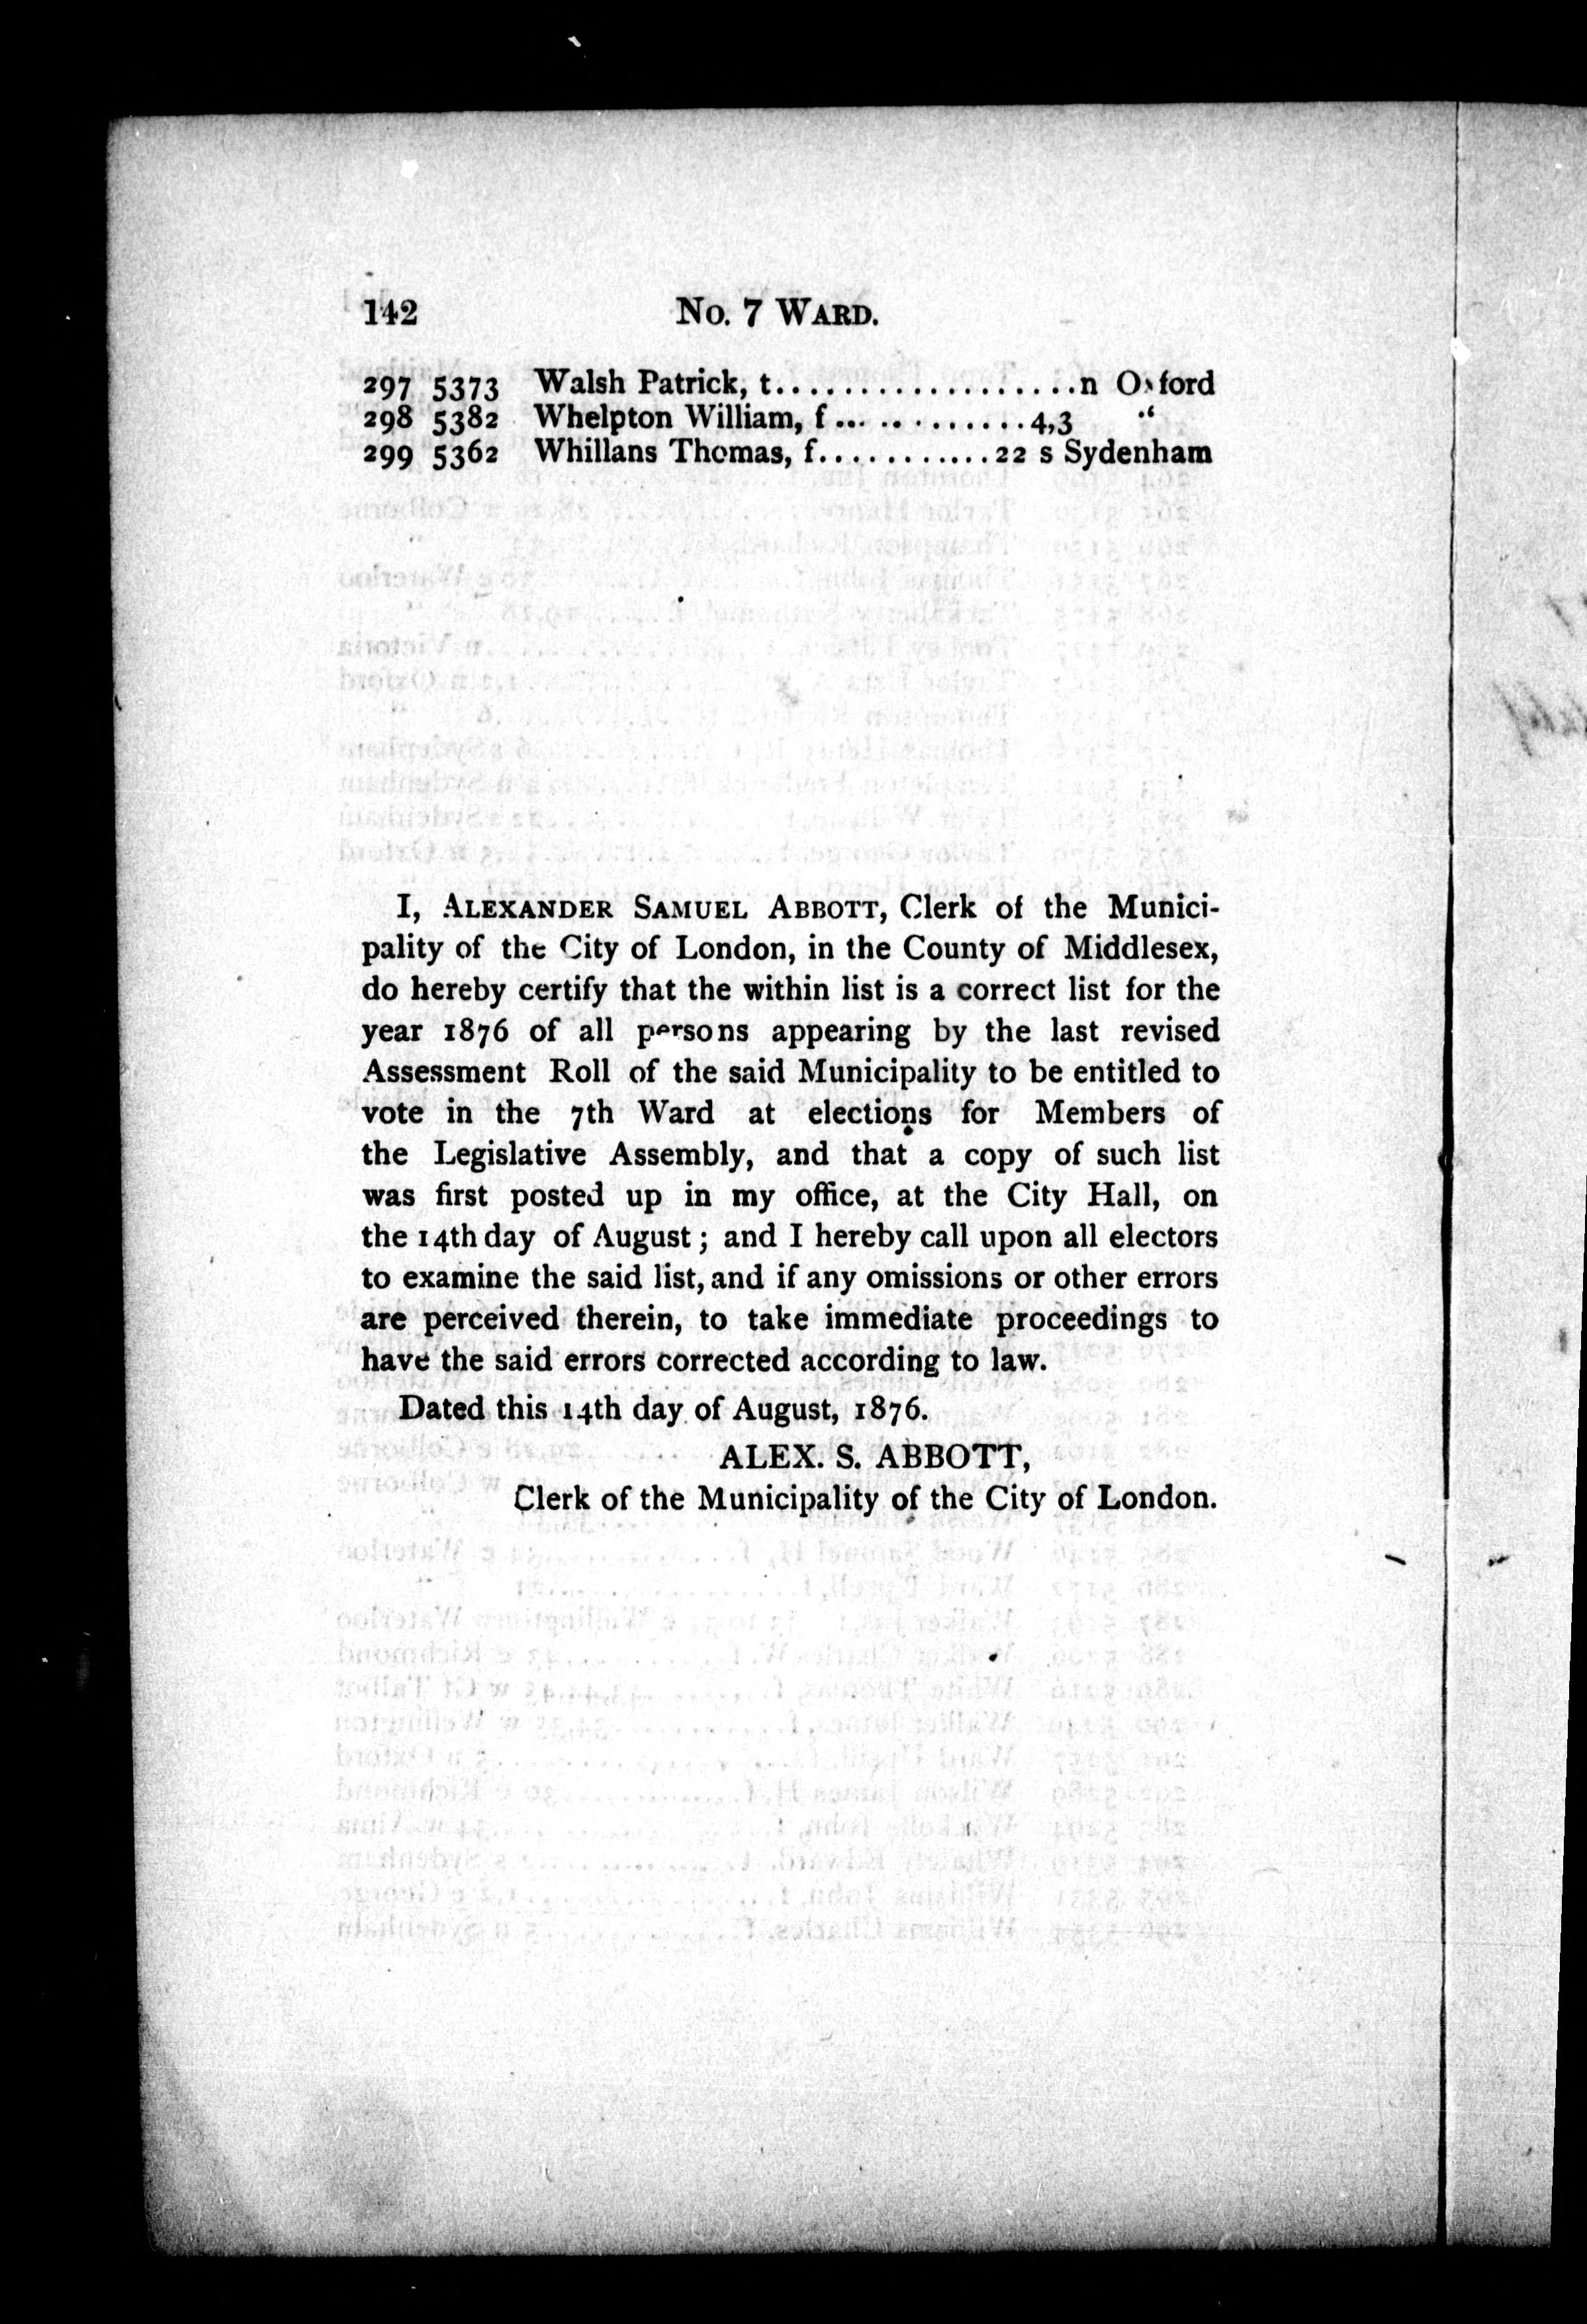 142 No. 7 WARD.
297 5373 Walsh Patrick, t...................n Oxford
298 5382 Whelpton William, f ... .. .......4,3 "
299 5362 Whillans Thomas, f...........22 s Sydenham
I, ALEXANDER SAMUEL ABBOTT, Clerk of the Munici-
pality of the City of London, in the County of Middlesex,
do hereby certify that the within list is a correct list for the
year 1876 of all persons appearing by the last revised
Assessment Roll of the said Municipality to be entitled to
vote in the 7th Ward at elections for Members of
the Legislative Assembly, and that a copy of such list
was first posted up in my office, at the City Hall, on
the 14th day of August ; and I hereby call upon all electors
to examine the said list, and if any omissions or other errors
are perceived therein, to take immediate proceedings to
have the said errors corrected according to law.
Dated this 14th day of August, 1876.
ALEX. S. ABBOTT,
Clerk of the Municipality of the City of London.